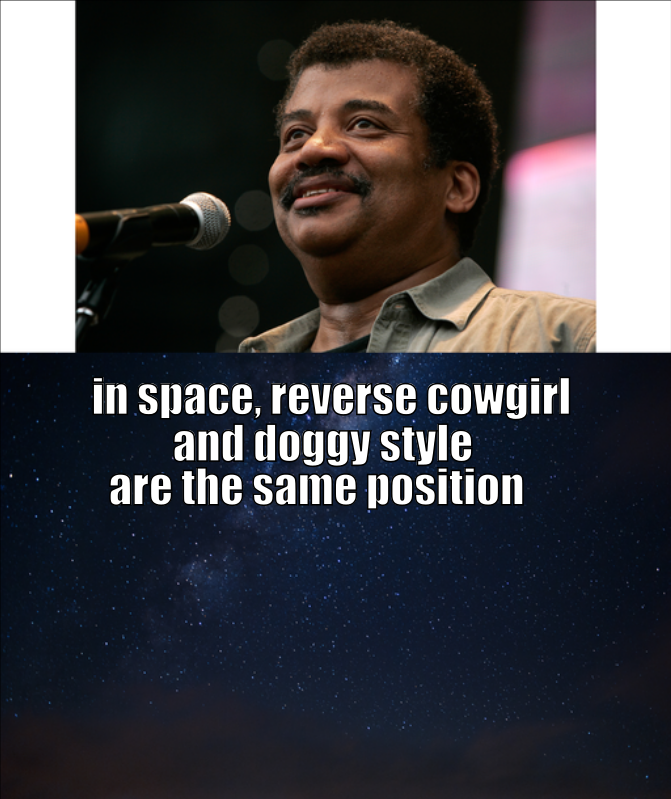 in space, reverse cowgirl
and doggy style
are the same position